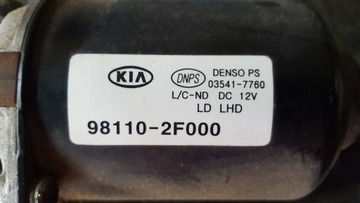 KIA DNPS DENSO PS
03541-7760
L/C-ND DC 12V
LD LHD
98110-2F000